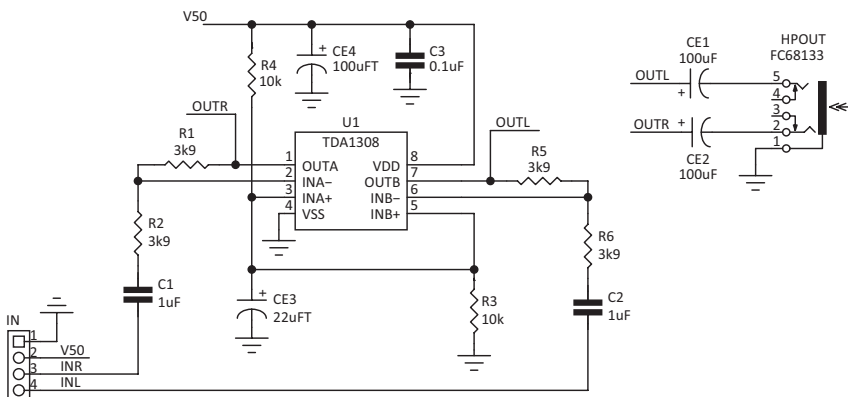 V50
R4
10k
CE4
100uFT
C3
0.1uF
CE1
100uF
HPOUT
FC68133
OUTL
OUTR
CE2
100uF
5
4
3
2
1
+
+
OUTR
R1
3k9
U1
TDA1308
OUTL
R5
3k9
1 OUTA VDD 8
2 INA− OUTB 7
3 INA+ INB− 6
4 VSS INB+ 5
R2
3k9
R6
3k9
C1
1uF
+
CE3
22uFT
R3
10k
C2
1uF
+
IN
1
2 V50
3 INR
4 INL